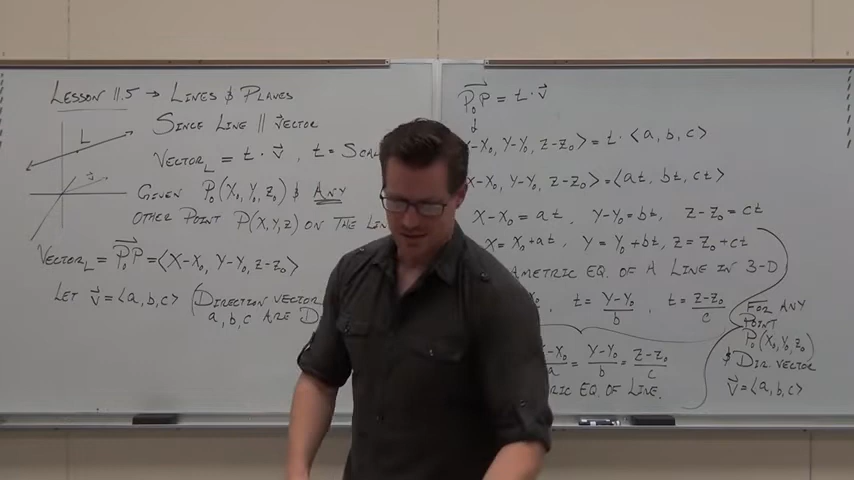 LESSON 11.5 → LINES & PLANES
SINCE LINE ∥ VECTOR
L
VECTOR_L = t · v⃗ , t = SCA
v⃗
GIVEN P₀(X₀, Y₀, Z₀) & ANY
OTHER POINT P(X,Y,Z) ON THE LIN
VECTOR_L = P₀P⃗ = <X-X₀, Y-Y₀, Z-Z₀>
LET v⃗ = <a, b, c> (DIRECTION VECTOR
a, b, c ARE D
P₀P⃗ = t · v⃗
↓
X-X₀, Y-Y₀, Z-Z₀> = t · <a, b, c>
X-X₀, Y-Y₀, Z-Z₀> = <at, bt, ct>
X-X₀ = at , Y-Y₀ = bt , Z-Z₀ = ct
X = X₀+at , Y = Y₀+bt , Z = Z₀+ct
AMETRIC EQ. OF A LINE IN 3-D
, t = Y-Y₀/b , t = Z-Z₀/c
X-X₀/a = Y-Y₀/b = Z-Z₀/c
RIC EQ. OF LINE.
FOR ANY
POINT
P₀(X₀, Y₀, Z₀)
& DIR. VECTOR
v⃗ = <a, b, c>